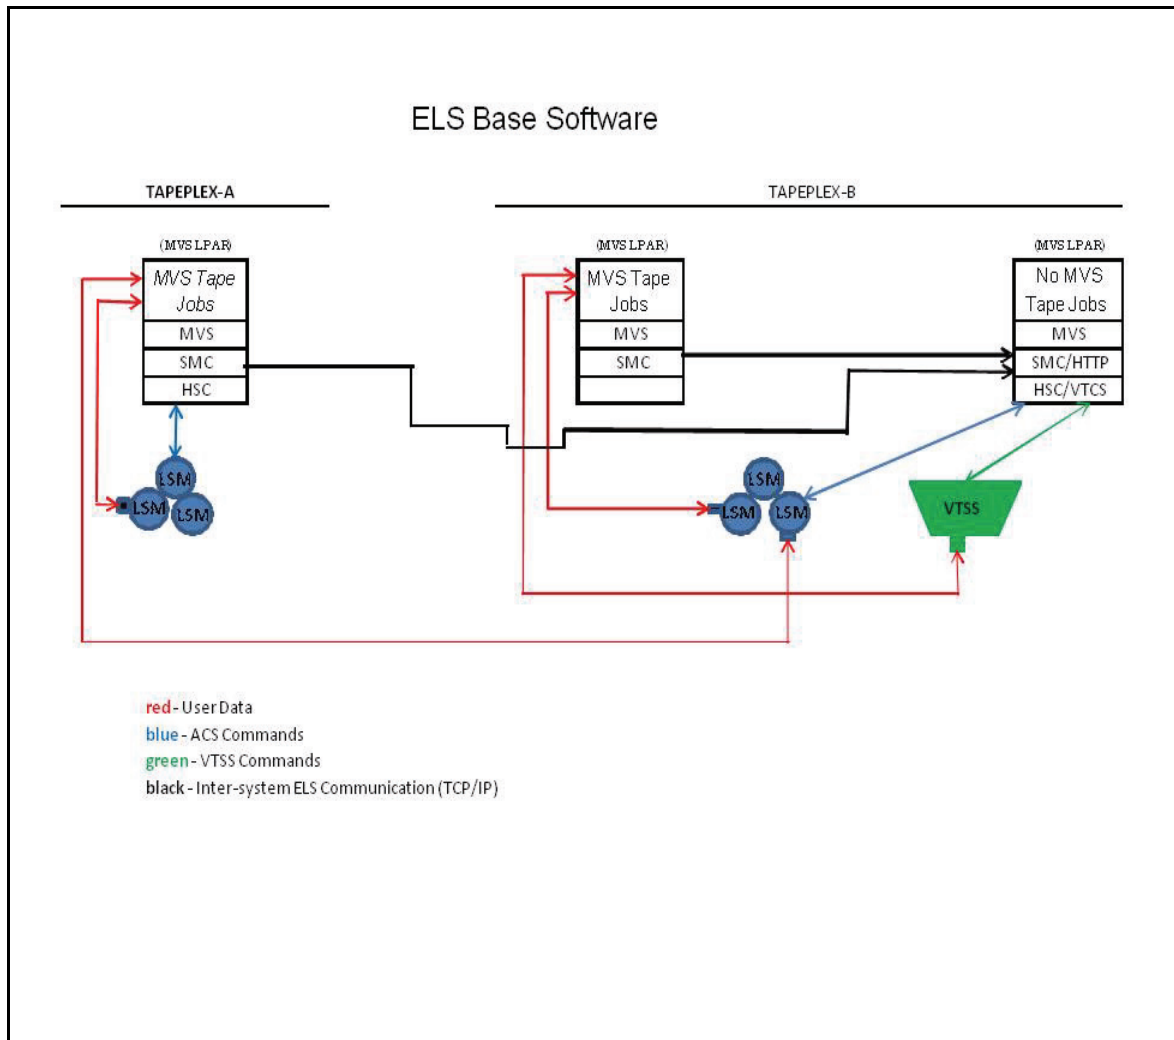 ELS Base Software
TAPEPLEX-A
TAPEPLEX-B
(MVS LPAR)
MVS Tape
Jobs
MVS
SMC
HSC
(MVS LPAR)
MVS Tape
Jobs
MVS
SMC
(MVS LPAR)
No MVS
Tape Jobs
MVS
SMC/HTTP
HSC/VTCS
LSM
LSM
LSM
LSM
LSM
LSM
VTSS
red - User Data
blue - ACS Commands
green - VTSS Commands
black - Inter-system ELS Communication (TCP/IP)